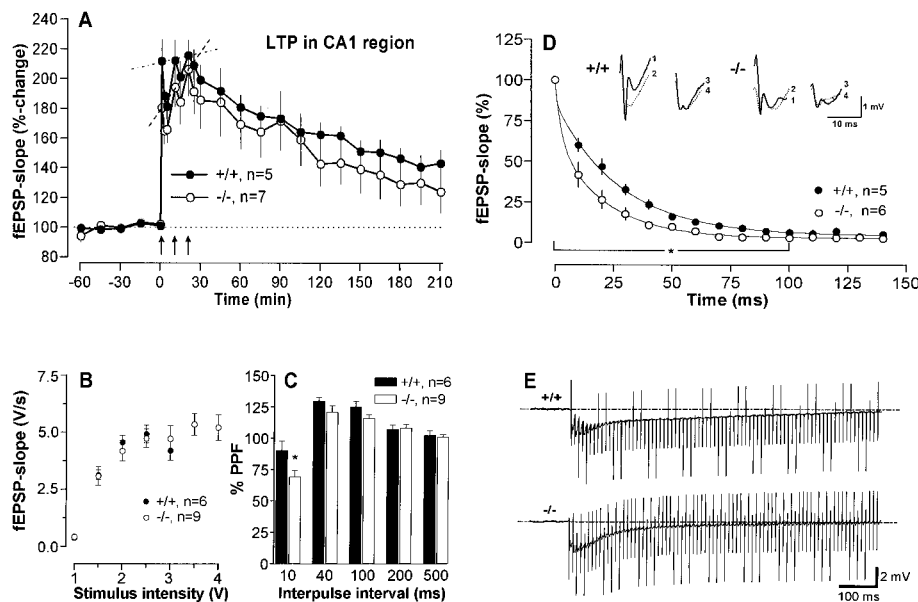 A
LTP in CA1 region
fEPSP-slope (%-change)
240
220
200
180
160
140
120
100
80
+/+, n=5
-/-, n=7
-60 -30 0 30 60 90 120 150 180 210
Time (min)
D
fEPSP-slope (%)
125
100
75
50
25
0
+/+
1
2
3
4
-/-
2
1
3
4
1 mV
10 ms
+/+, n=5
-/-, n=6
*
0 25 50 75 100 125 150
Time (ms)
B
fEPSP-slope (V/s)
7.5
5.0
2.5
0.0
+/+, n=6
-/-, n=9
1 2 3 4
Stimulus intensity (V)
C
% PPF
150
125
100
75
50
25
0
+/+, n=6
-/-, n=9
*
10 40 100 200 500
Interpulse interval (ms)
E
+/+
-/-
2 mV
100 ms